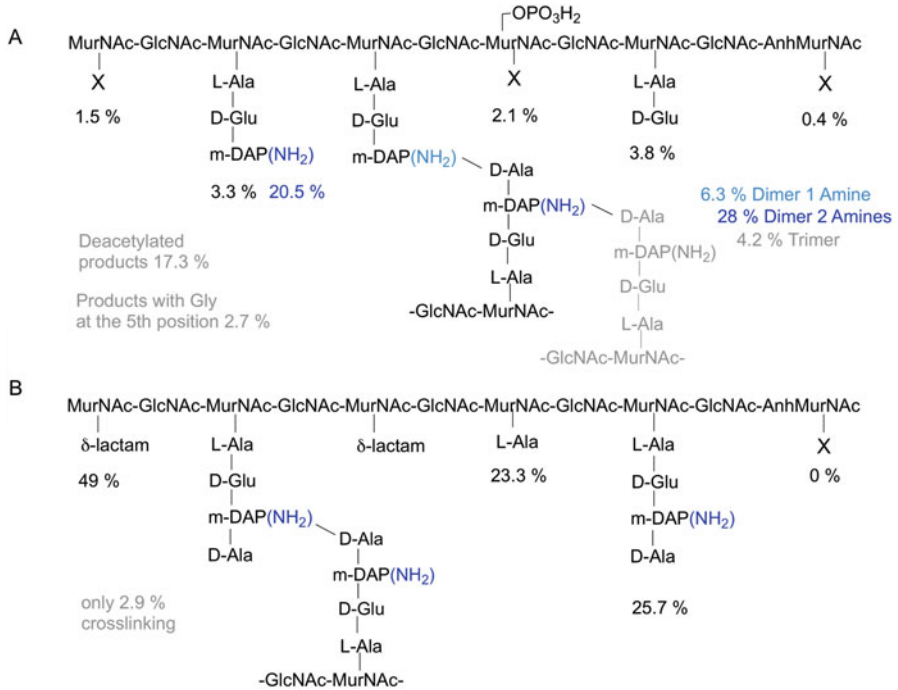 A
OPO₃H₂
MurNAc-GlcNAc-MurNAc-GlcNAc-MurNAc-GlcNAc-MurNAc-GlcNAc-MurNAc-GlcNAc-AnhMurNAc
X L-Ala L-Ala X L-Ala X
1.5 % D-Glu D-Glu 2.1 % D-Glu 0.4 %
m-DAP(NH₂) m-DAP(NH₂) 3.8 %
D-Ala
3.3 % 20.5 % 6.3 % Dimer 1 Amine
m-DAP(NH₂) D-Ala 28 % Dimer 2 Amines
Deacetylated D-Glu m-DAP(NH₂) 4.2 % Trimer
products 17.3 %
L-Ala D-Glu
Products with Gly
at the 5th position 2.7 % -GlcNAc-MurNAc- L-Ala
-GlcNAc-MurNAc-
B
MurNAc-GlcNAc-MurNAc-GlcNAc-MurNAc-GlcNAc-MurNAc-GlcNAc-MurNAc-GlcNAc-AnhMurNAc
δ-lactam L-Ala δ-lactam L-Ala L-Ala X
49 % D-Glu 23.3 % D-Glu 0 %
m-DAP(NH₂) m-DAP(NH₂)
D-Ala D-Ala D-Ala
m-DAP(NH₂)
only 2.9 % D-Glu 25.7 %
crosslinking
L-Ala
-GlcNAc-MurNAc-